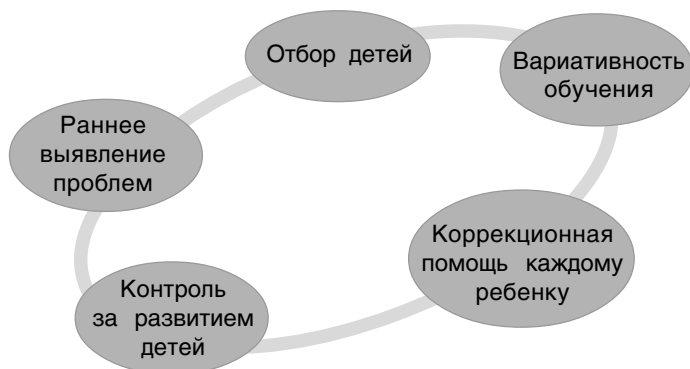 Отбор детей
Вариативность
обучения
Раннее
выявление
проблем
Коррекционная
помощь каждому
ребенку
Контроль
за развитием
детей